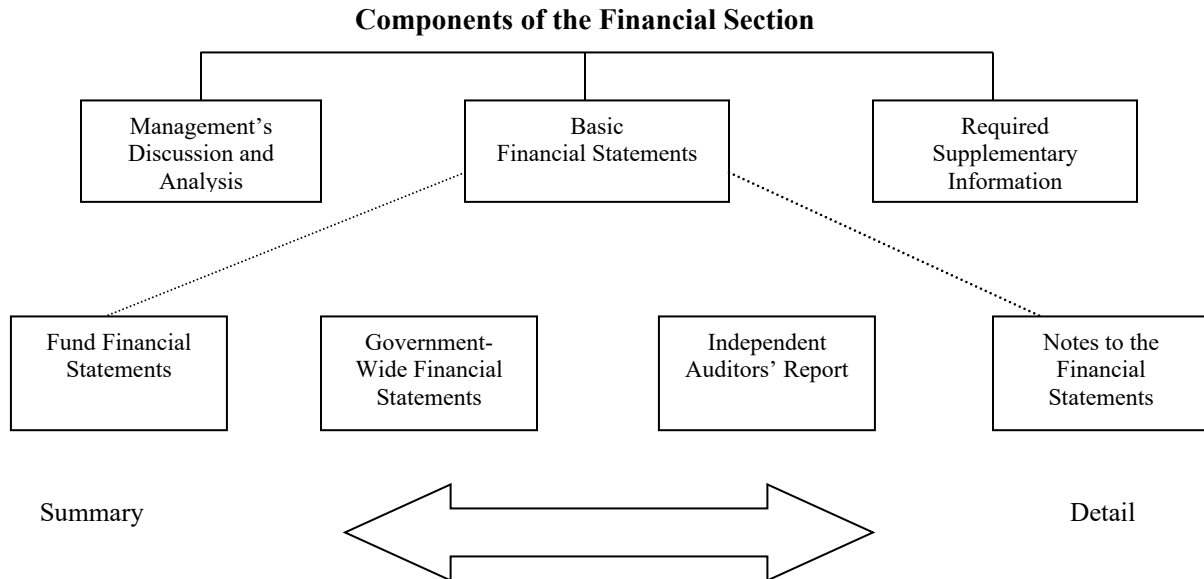 Components of the Financial Section
Management’s
Discussion and
Analysis
Basic
Financial Statements
Required
Supplementary
Information
Fund Financial
Statements
Government-
Wide Financial
Statements
Independent
Auditors’ Report
Notes to the
Financial
Statements
Summary
Detail